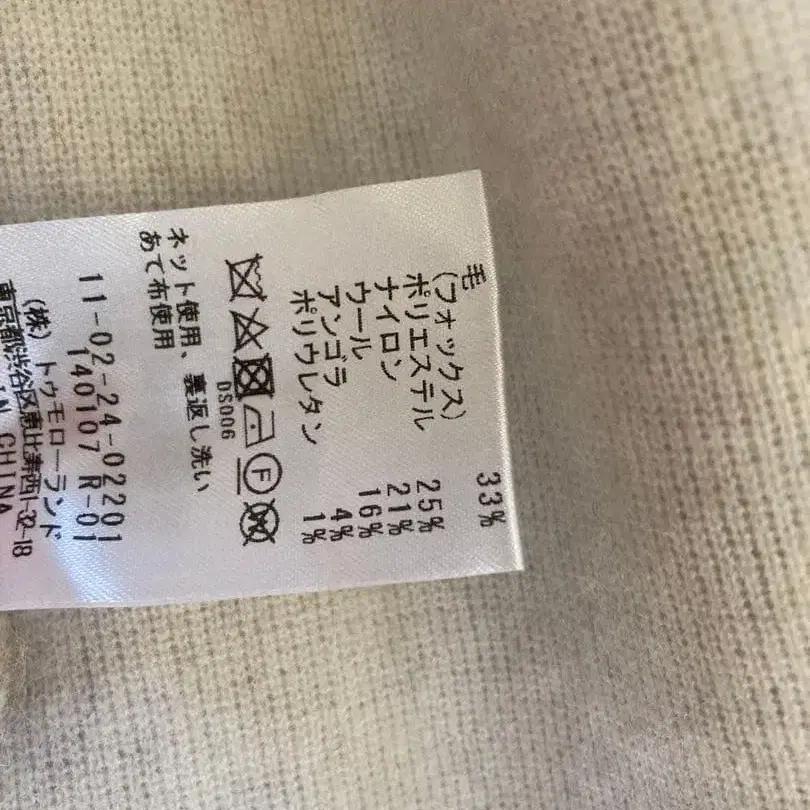 毛 33%
(フォックス)
ポリエステル 25%
ナイロン 21%
ウール 16%
アンゴラ 4%
ポリウレタン 1%
DS006
ネット使用、裏返し洗い
あて布使用
11-02-24-02201
140107 R-01
(株)トゥモローランド
東京都渋谷区恵比寿西1-32-18
IN CHINA